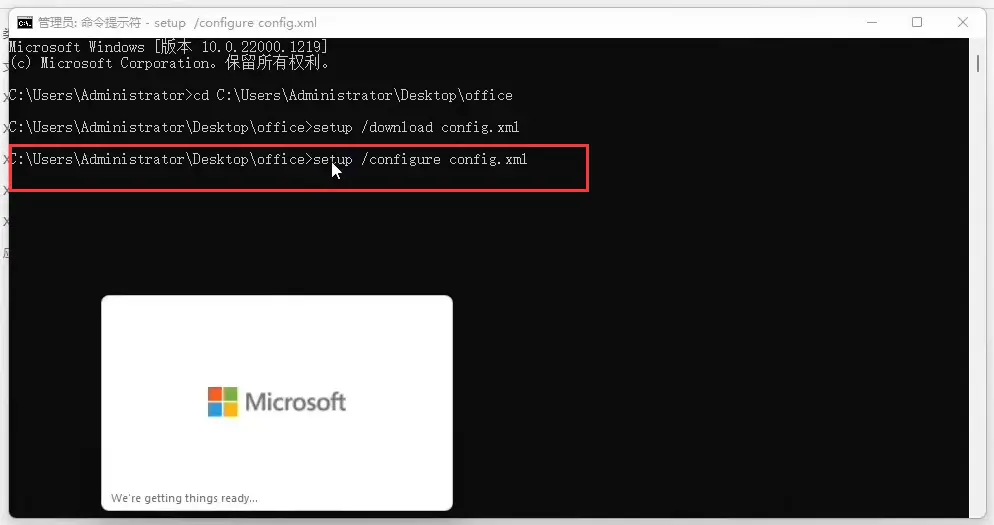 管理员: 命令提示符 - setup  /configure config.xml
Microsoft Windows [版本 10.0.22000.1219]
(c) Microsoft Corporation。保留所有权利。
C:\Users\Administrator>cd C:\Users\Administrator\Desktop\office
C:\Users\Administrator\Desktop\office>setup /download config.xml
C:\Users\Administrator\Desktop\office>setup /configure config.xml
Microsoft
We're getting things ready...